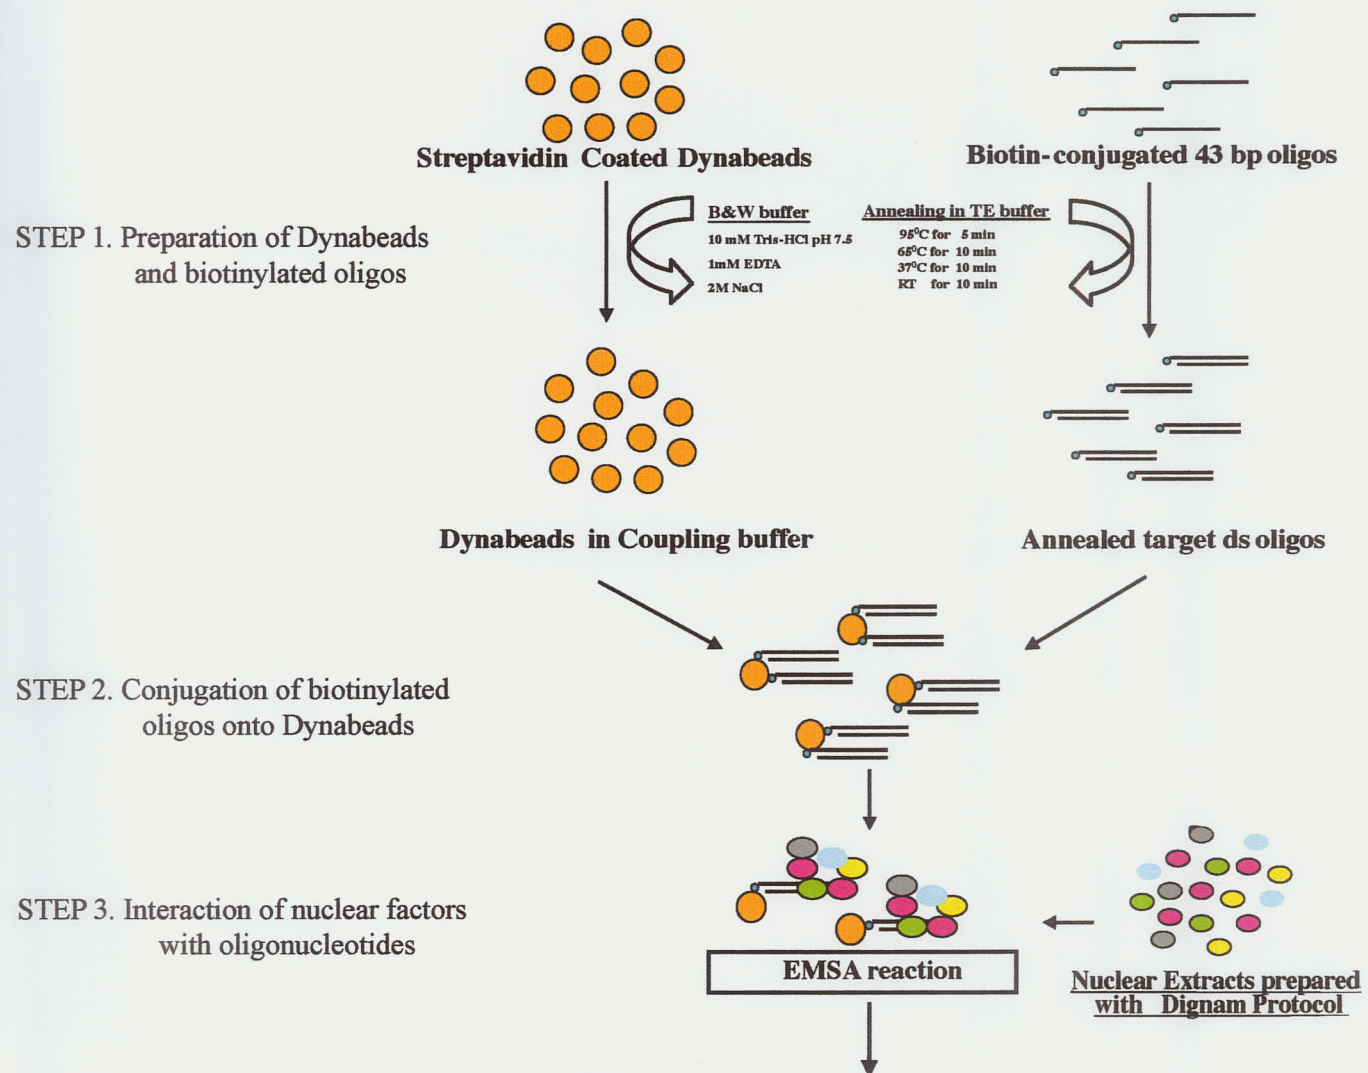 Streptavidin Coated Dynabeads
Biotin-conjugated 43 bp oligos
STEP 1. Preparation of Dynabeads
and biotinylated oligos
B&W buffer
10 mM Tris-HCl pH 7.5
1mM EDTA
2M NaCl
Annealing in TE buffer
95⁰C for 5 min
65⁰C for 10 min
37⁰C for 10 min
RT for 10 min
Dynabeads in Coupling buffer
Annealed target ds oligos
STEP 2. Conjugation of biotinylated
oligos onto Dynabeads
STEP 3. Interaction of nuclear factors
with oligonucleotides
EMSA reaction
Nuclear Extracts prepared
with Dignam Protocol